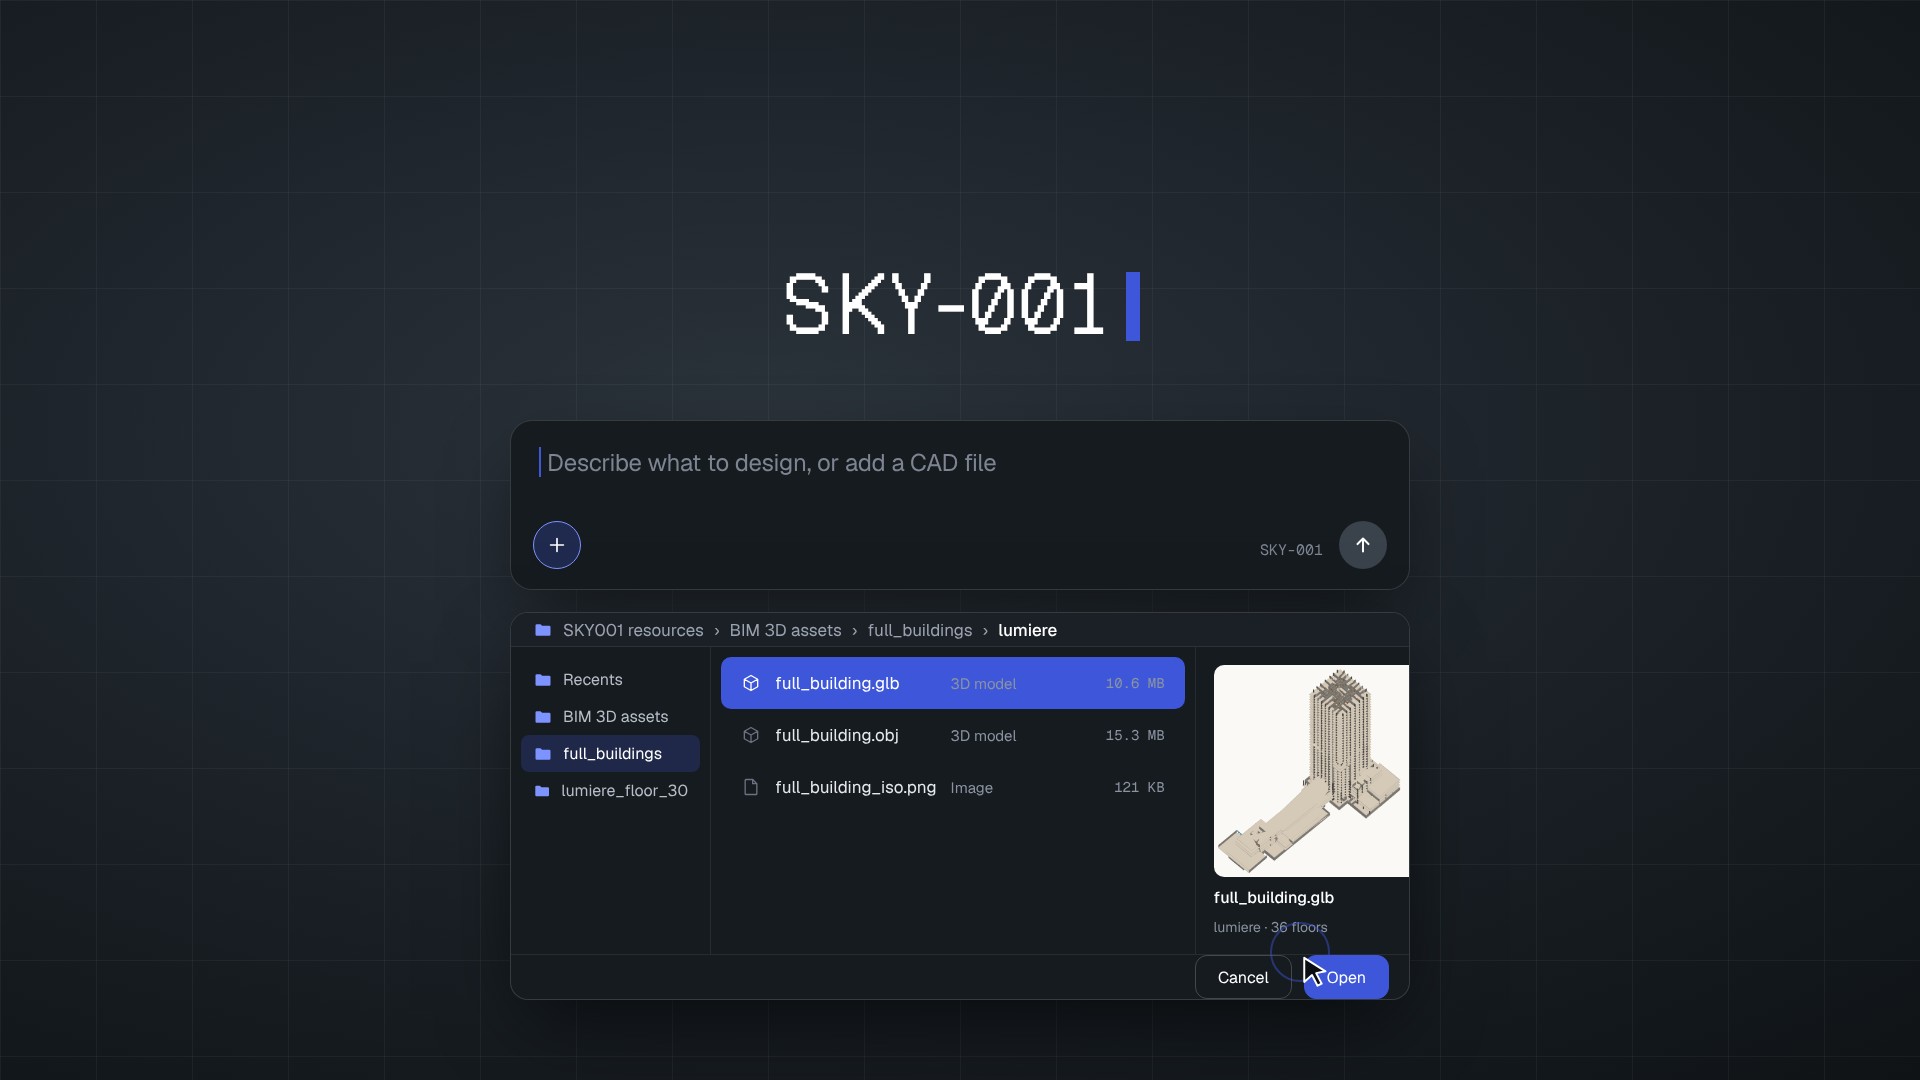 SKY-001
Describe what to design, or add a CAD file
SKY-001
SKY001 resources › BIM 3D assets › full_buildings › lumiere
Recents
BIM 3D assets
full_buildings
lumiere_floor_30
full_building.glb 3D model 10.6 MB
full_building.obj 3D model 15.3 MB
full_building_iso.png Image 121 KB
full_building.glb
lumiere · 36 floors
Cancel Open